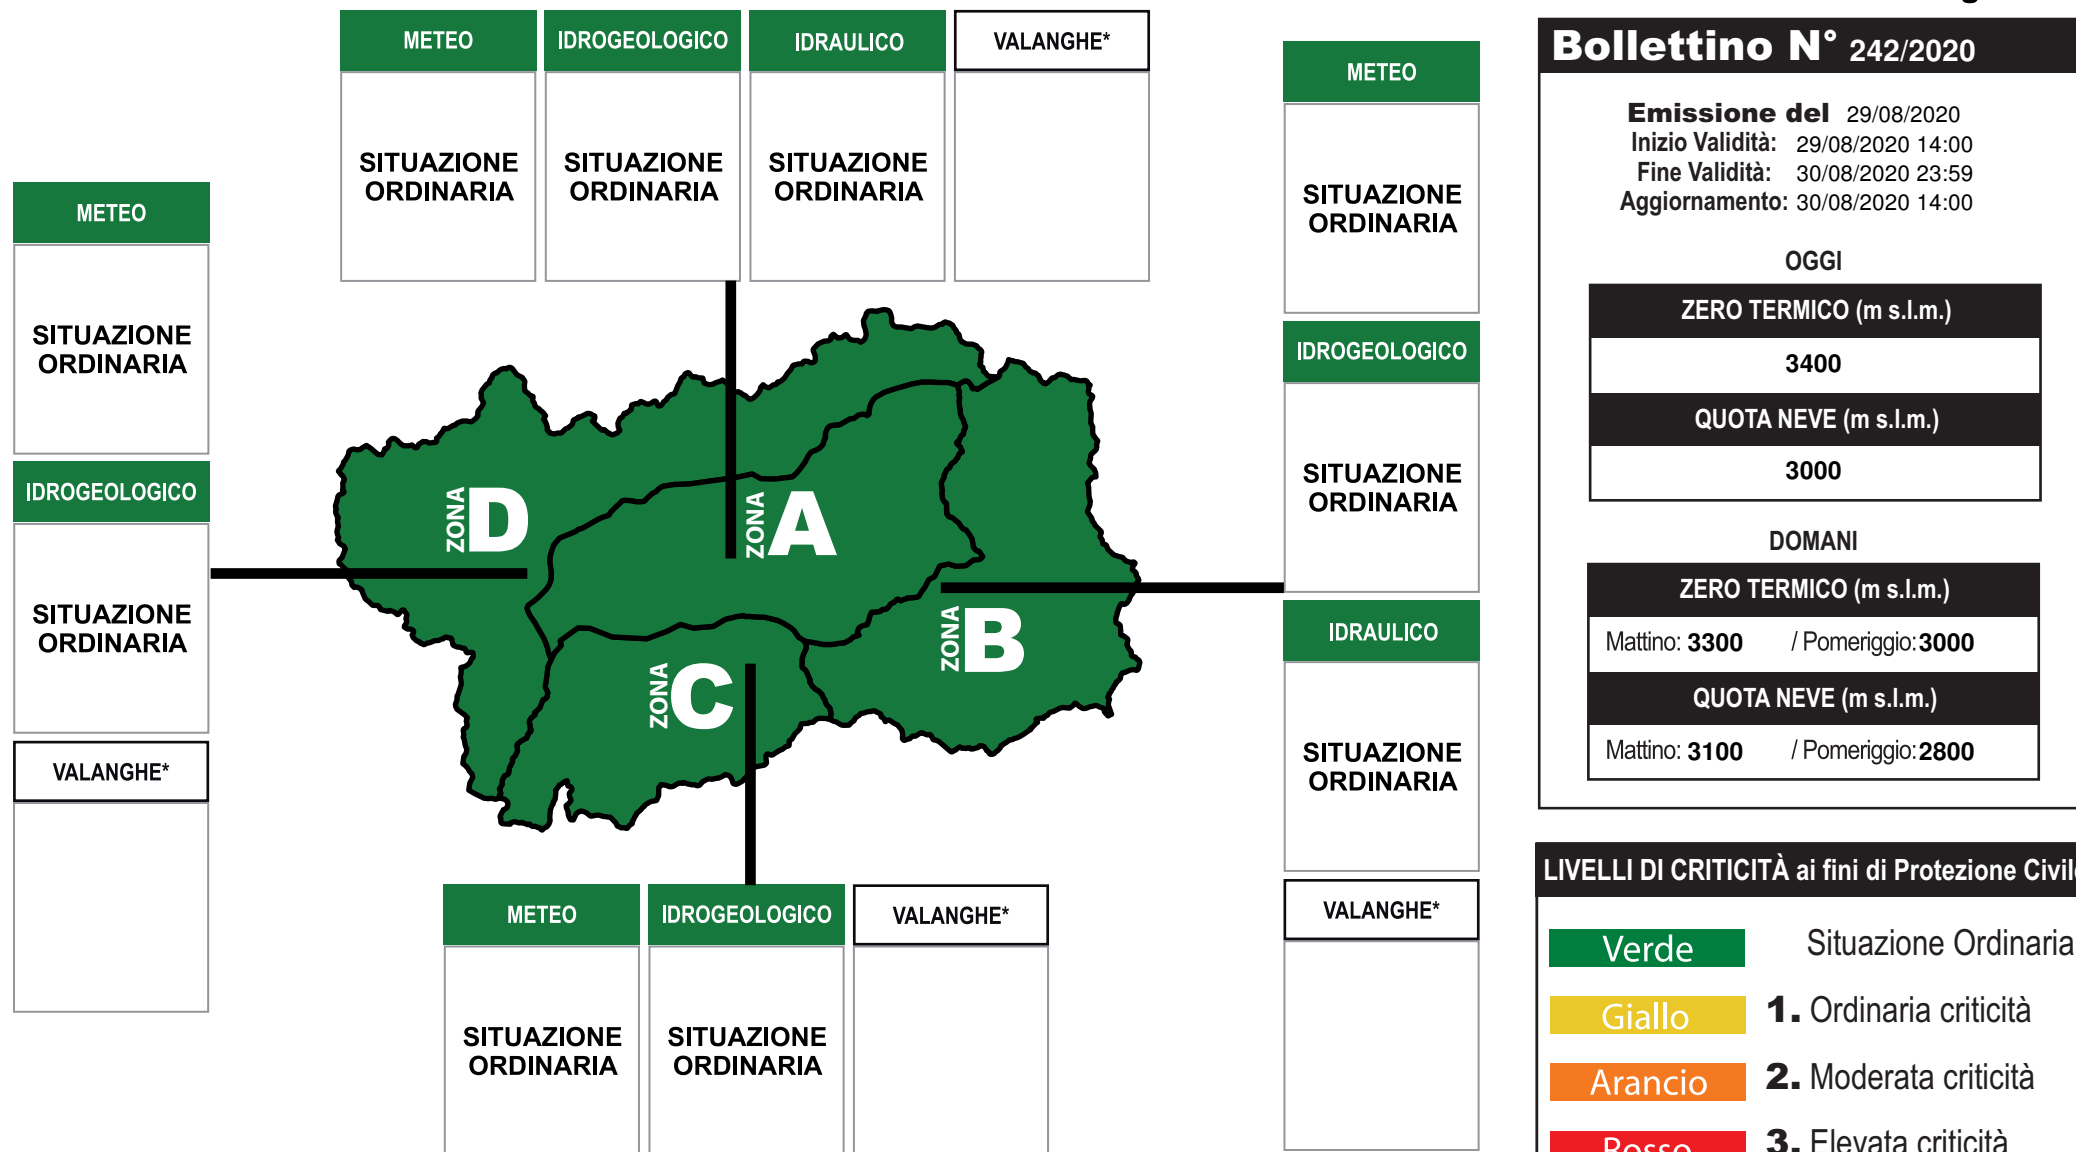 METEO
IDROGEOLOGICO
IDRAULICO
VALANGHE*
SITUAZIONE
ORDINARIA
SITUAZIONE
ORDINARIA
SITUAZIONE
ORDINARIA
METEO
SITUAZIONE
ORDINARIA
IDROGEOLOGICO
SITUAZIONE
ORDINARIA
VALANGHE*
ZONA D
ZONA A
ZONA B
ZONA C
METEO
SITUAZIONE
ORDINARIA
IDROGEOLOGICO
SITUAZIONE
ORDINARIA
IDRAULICO
SITUAZIONE
ORDINARIA
VALANGHE*
METEO
IDROGEOLOGICO
VALANGHE*
SITUAZIONE
ORDINARIA
SITUAZIONE
ORDINARIA
Bollettino N° 242/2020
Emissione del 29/08/2020
Inizio Validità: 29/08/2020 14:00
Fine Validità: 30/08/2020 23:59
Aggiornamento: 30/08/2020 14:00
OGGI
ZERO TERMICO (m s.l.m.)
3400
QUOTA NEVE (m s.l.m.)
3000
DOMANI
ZERO TERMICO (m s.l.m.)
Mattino: 3300 / Pomeriggio: 3000
QUOTA NEVE (m s.l.m.)
Mattino: 3100 / Pomeriggio: 2800
LIVELLI DI CRITICITÀ ai fini di Protezione Civile
Verde Situazione Ordinaria
Giallo 1. Ordinaria criticità
Arancio 2. Moderata criticità
Rosso 3. Elevata criticità